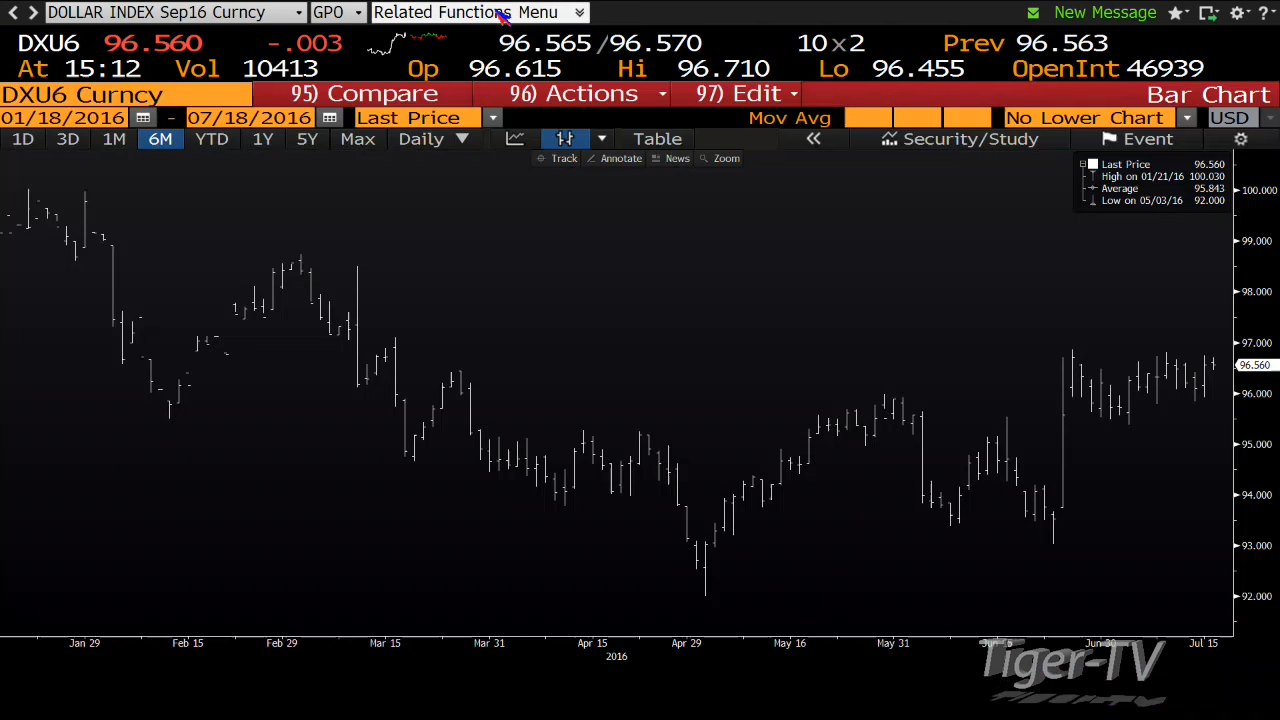 DOLLAR INDEX Sep16 Curncy GPO Related Functions Menu New Message
DXU6 96.560 -.003 96.565/96.570 10x2 Prev 96.563
At 15:12 Vol 10413 Op 96.615 Hi 96.710 Lo 96.455 OpenInt 46939
DXU6 Curncy 95) Compare 96) Actions 97) Edit Bar Chart
01/18/2016 - 07/18/2016 Last Price Mov Avg No Lower Chart USD
1D 3D 1M 6M YTD 1Y 5Y Max Daily Table Security/Study Event
Track Annotate News Zoom
Last Price 96.560
High on 01/21/16 100.030
Average 95.843
Low on 05/03/16 92.000
100.000
99.000
98.000
97.000
96.560
96.000
95.000
94.000
93.000
92.000
Jan 29 Feb 15 Feb 29 Mar 15 Mar 31 Apr 15 Apr 29 May 16 May 31 Jun 15 Jun 30 Jul 15
2016
Tiger-TV